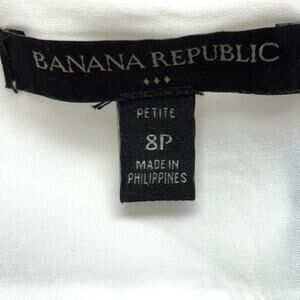 BANANA REPUBLIC
PETITE
8P
MADE IN
PHILIPPINES